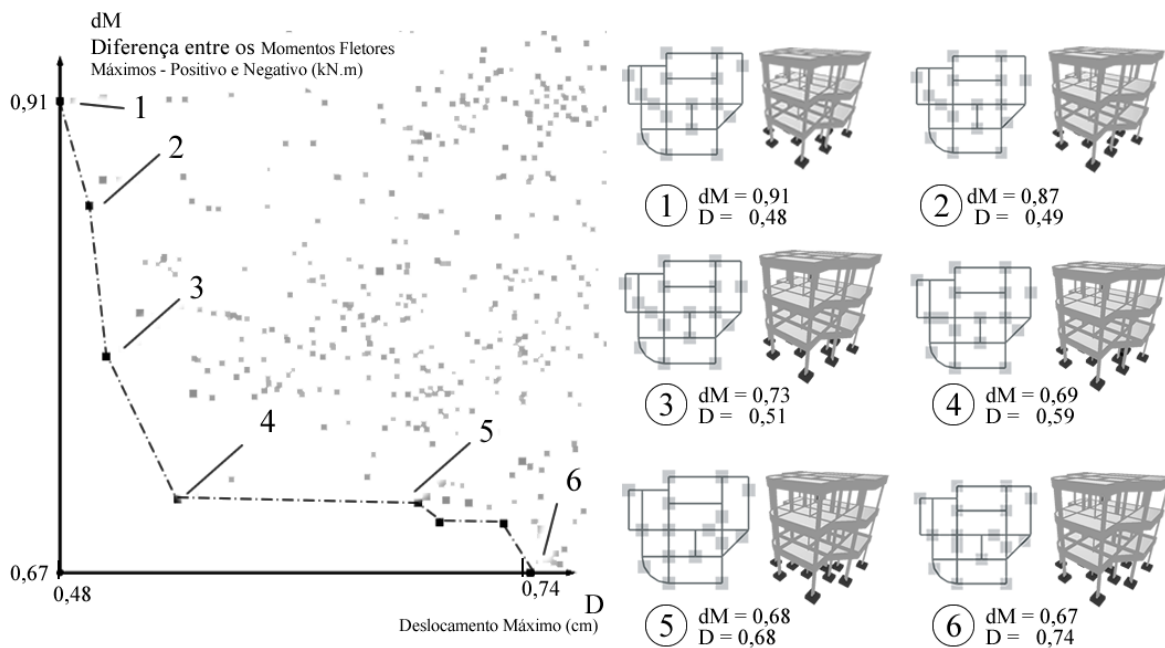 dM
Diferença entre os Momentos Fletores
Máximos - Positivo e Negativo (kN.m)
0,91
1
2
3
4
5
6
0,67
0,48
0,74
D
Deslocamento Máximo (cm)
1
dM = 0,91
D = 0,48
2
dM = 0,87
D = 0,49
3
dM = 0,73
D = 0,51
4
dM = 0,69
D = 0,59
5
dM = 0,68
D = 0,68
6
dM = 0,67
D = 0,74